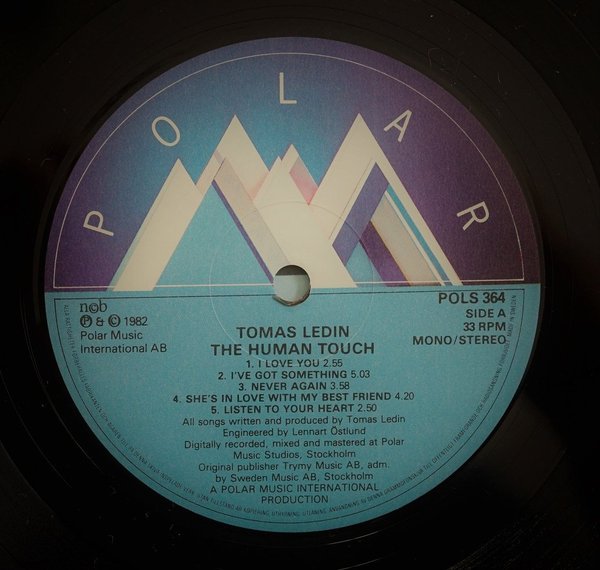 POLAR
ncb
Ⓟ & © 1982
Polar Music
International AB
POLS 364
SIDE A
33 RPM
MONO/STEREO
TOMAS LEDIN
THE HUMAN TOUCH
1. I LOVE YOU 2.55
2. I'VE GOT SOMETHING 5.03
3. NEVER AGAIN 3.58
4. SHE'S IN LOVE WITH MY BEST FRIEND 4.20
5. LISTEN TO YOUR HEART 2.50
All songs written and produced by Tomas Ledin
Engineered by Lennart Östlund
Digitally recorded, mixed and mastered at Polar
Music Studios, Stockholm
Original publisher Trymy Music AB, adm.
by Sweden Music AB, Stockholm
A POLAR MUSIC INTERNATIONAL
PRODUCTION